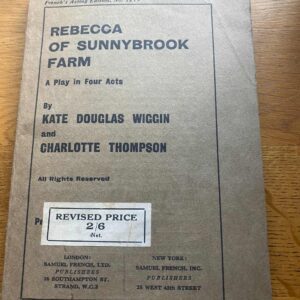 French's Acting Edition, No.
REBECCA
OF SUNNYBROOK
FARM
A Play in Four Acts
By
KATE DOUGLAS WIGGIN
and
CHARLOTTE THOMPSON
All Rights Reserved
REVISED PRICE
2/6
Net.
LONDON:
SAMUEL FRENCH, LTD.
PUBLISHERS
26 SOUTHAMPTON ST.
STRAND, W.C.2
NEW YORK:
SAMUEL FRENCH, INC.
PUBLISHERS
25 WEST 45TH STREET